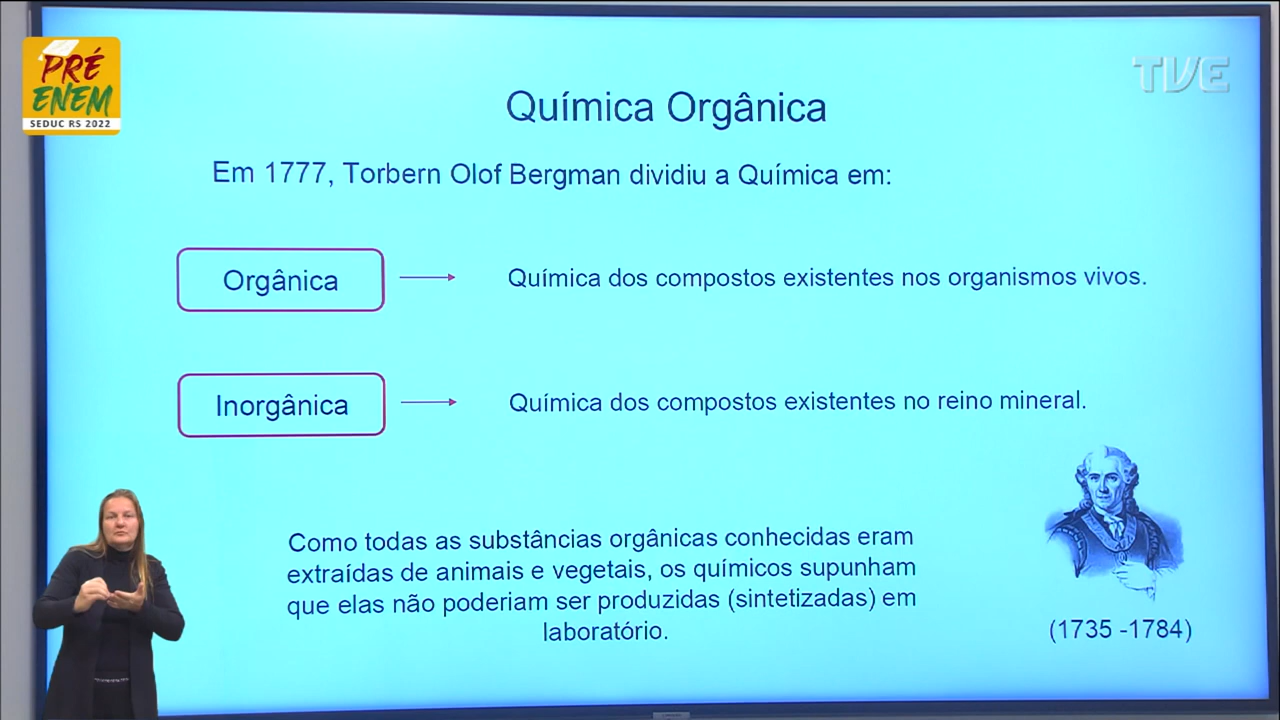 PRÉ
ENEM
SEDUC RS 2022
TVE
Química Orgânica
Em 1777, Torbern Olof Bergman dividiu a Química em:
Orgânica
Química dos compostos existentes nos organismos vivos.
Inorgânica
Química dos compostos existentes no reino mineral.
Como todas as substâncias orgânicas conhecidas eram
extraídas de animais e vegetais, os químicos supunham
que elas não poderiam ser produzidas (sintetizadas) em
laboratório.
(1735 -1784)